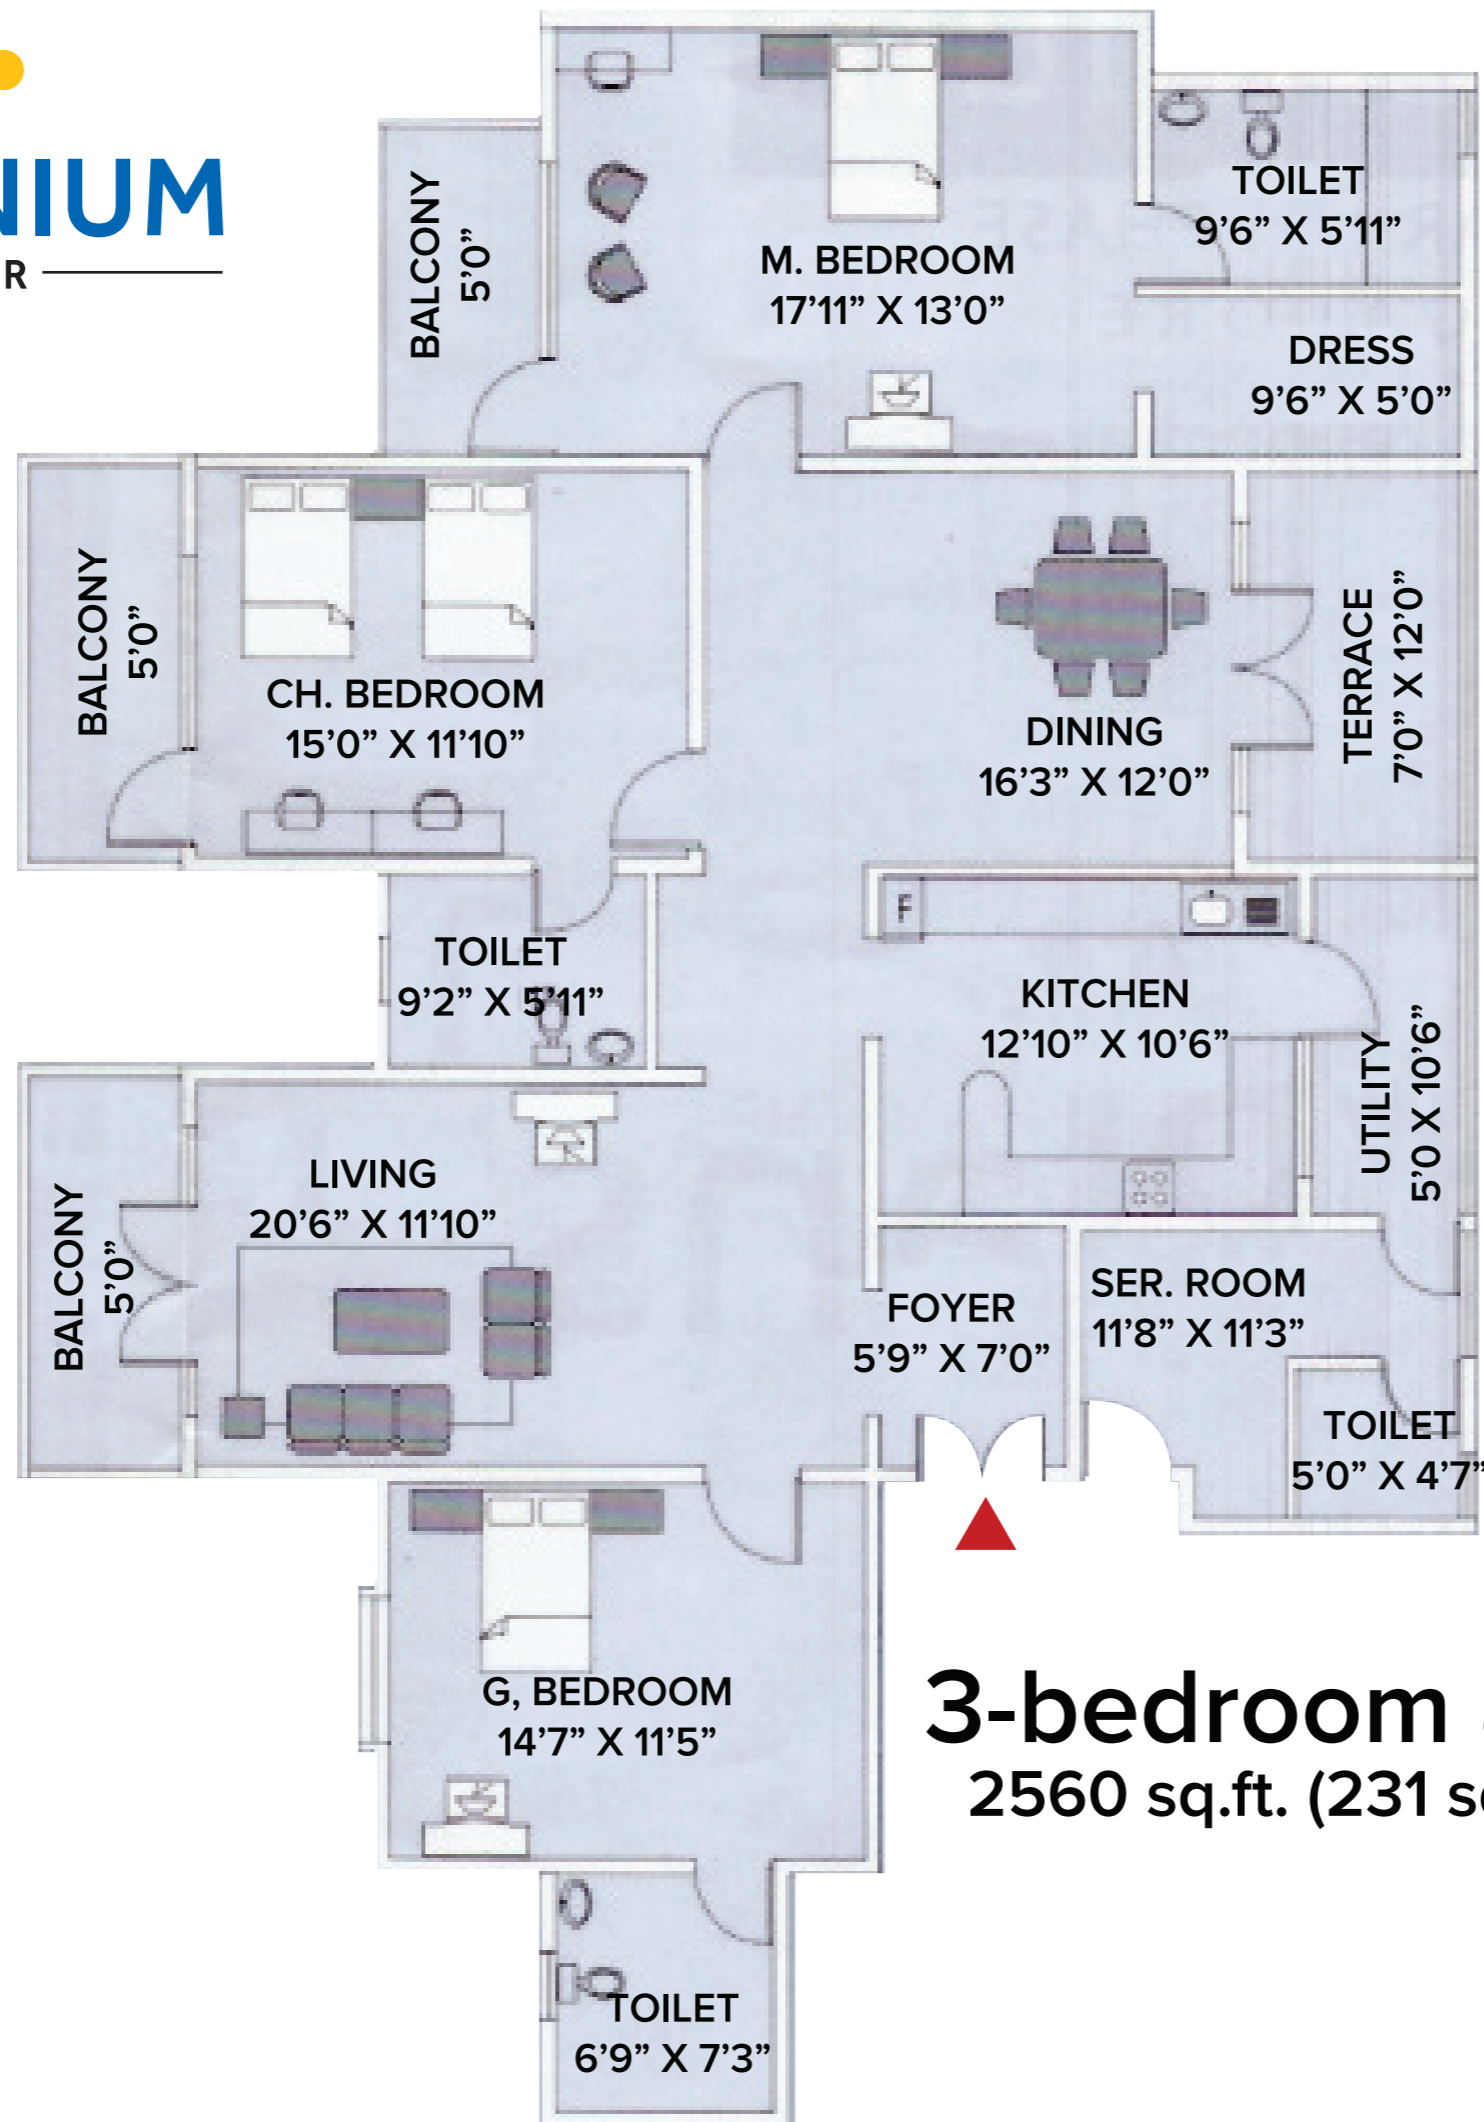 NIUM
R
BALCONY
5’0”
M. BEDROOM
17’11” X 13’0”
TOILET
9’6” X 5’11”
DRESS
9’6” X 5’0”
BALCONY
5’0”
CH. BEDROOM
15’0” X 11’10”
DINING
16’3” X 12’0”
TERRACE
7’0” X 12’0”
F
TOILET
9’2” X 5’11”
KITCHEN
12’10” X 10’6”
UTILITY
5’0 X 10’6”
BALCONY
5’0”
LIVING
20’6” X 11’10”
FOYER
5’9” X 7’0”
SER. ROOM
11’8” X 11’3”
TOILET
5’0” X 4’7”
G, BEDROOM
14’7” X 11’5”
3-bedroom
2560 sq.ft. (231 s
TOILET
6’9” X 7’3”